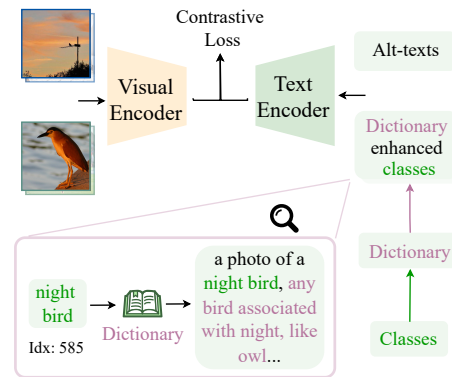 Contrastive
Loss
Visual
Encoder
Text
Encoder
Alt-texts
Dictionary
enhanced
classes
Dictionary
Classes
night
bird
Idx: 585
Dictionary
a photo of a
night bird, any
bird associated
with night, like
owl...